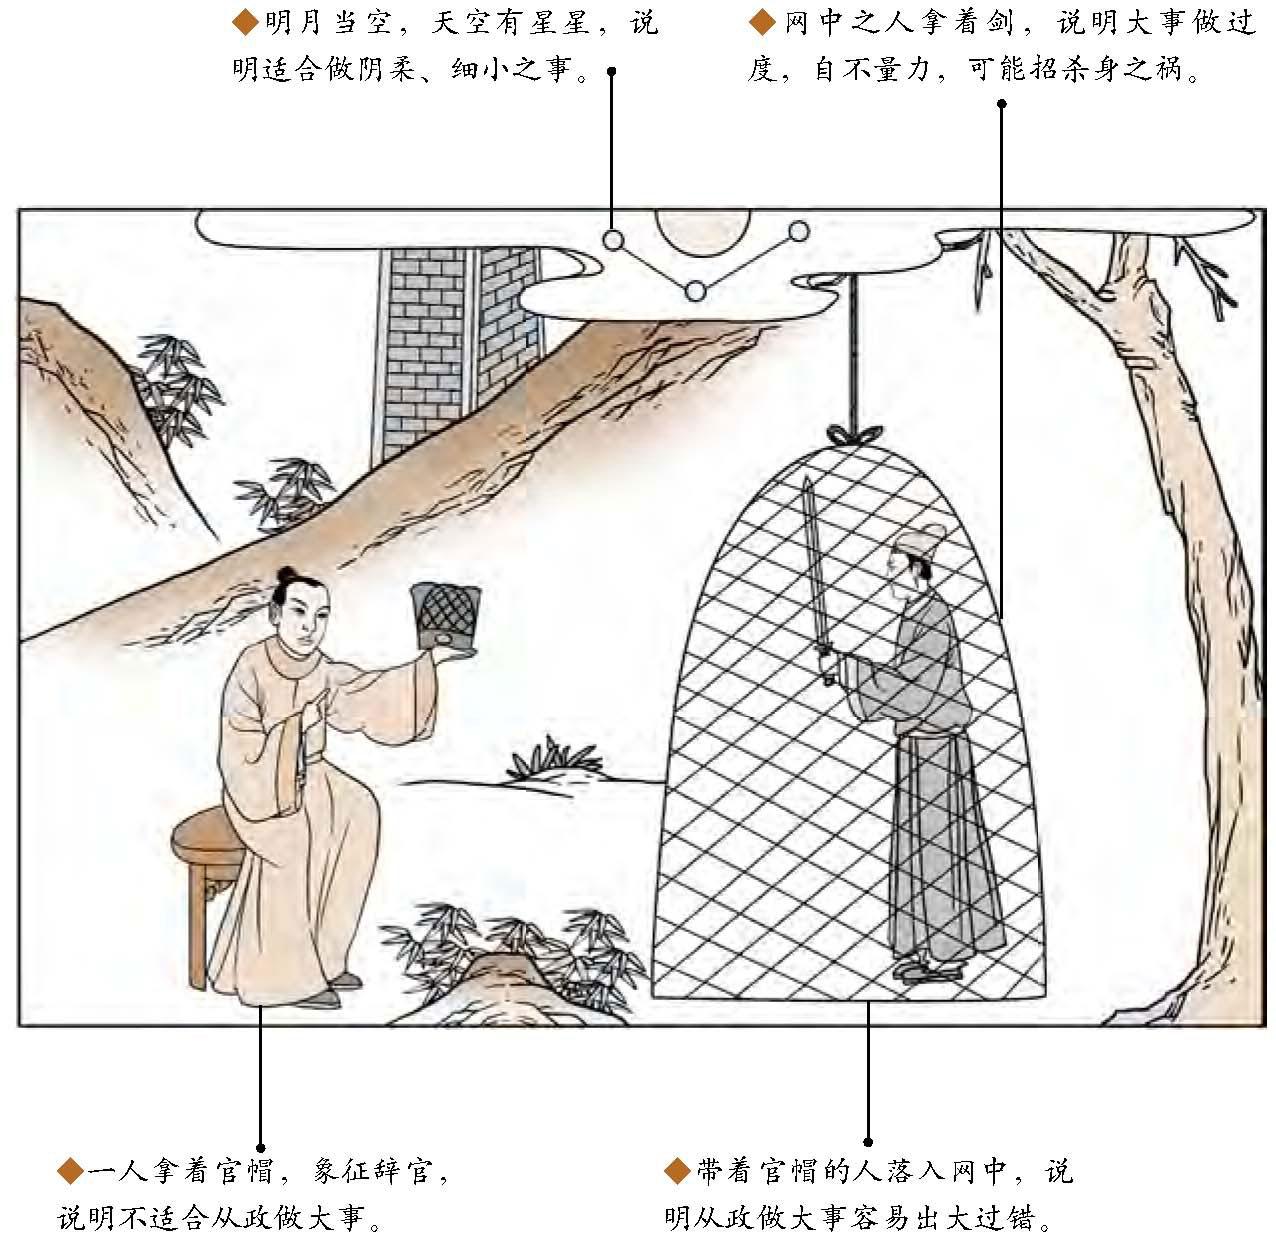 ◆明月当空，天空有星星，说
明适合做阴柔、细小之事。
◆网中之人拿着剑，说明大事做过
度，自不量力，可能招杀身之祸。
◆一人拿着官帽，象征辞官，
说明不适合从政做大事。
◆带着官帽的人落入网中，说
明从政做大事容易出大过错。